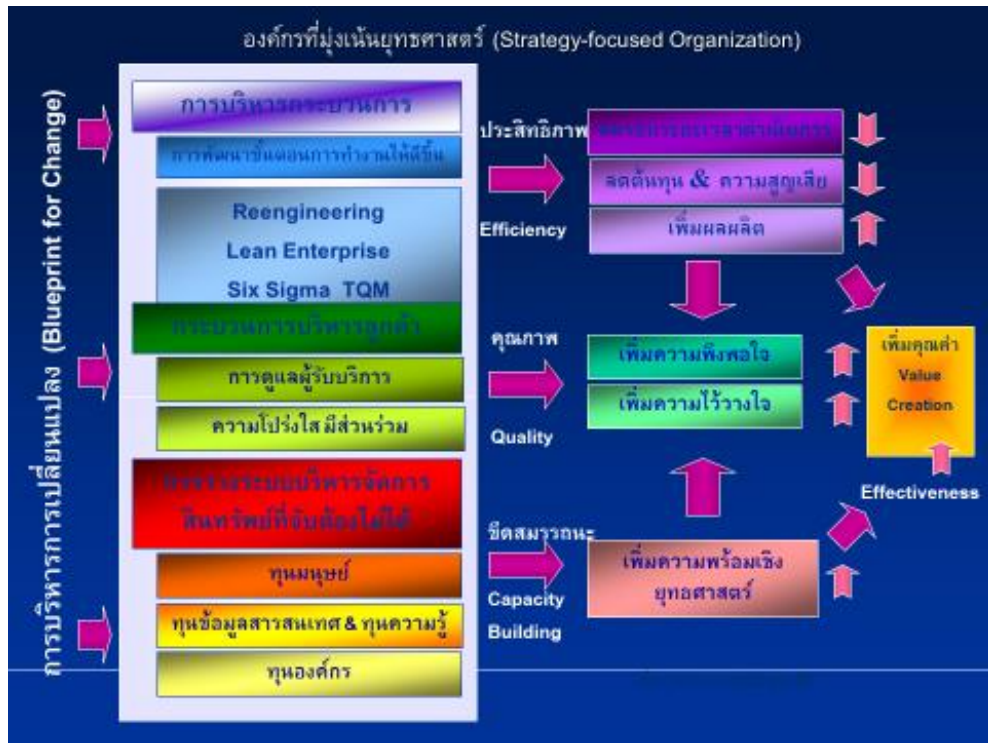 องค์กรที่มุ่งเน้นยุทธศาสตร์ (Strategy-focused Organization)
การบริหารการเปลี่ยนแปลง (Blueprint for Change)
การบริหารกระบวนการ
การพัฒนาขั้นตอนการทำงานให้ดีขึ้น
Reengineering
Lean Enterprise
Six Sigma TQM
กระบวนการบริหารลูกค้า
การดูแลผู้รับบริการ
ความโปร่งใส มีส่วนร่วม
ระบบบริหารจัดการ
สินทรัพย์ที่จับต้องไม่ได้
ทุนมนุษย์
ทุนข้อมูลสารสนเทศ & ทุนความรู้
ทุนองค์กร
ประสิทธิภาพ
Efficiency
ลดต้นทุน & ความสูญเสีย
เพิ่มผลผลิต
คุณภาพ
Quality
เพิ่มความพึงพอใจ
เพิ่มความไว้วางใจ
ขีดสมรรถนะ
Capacity
Building
เพิ่มความพร้อมเชิง
ยุทธศาสตร์
เพิ่มคุณค่า
Value
Creation
Effectiveness